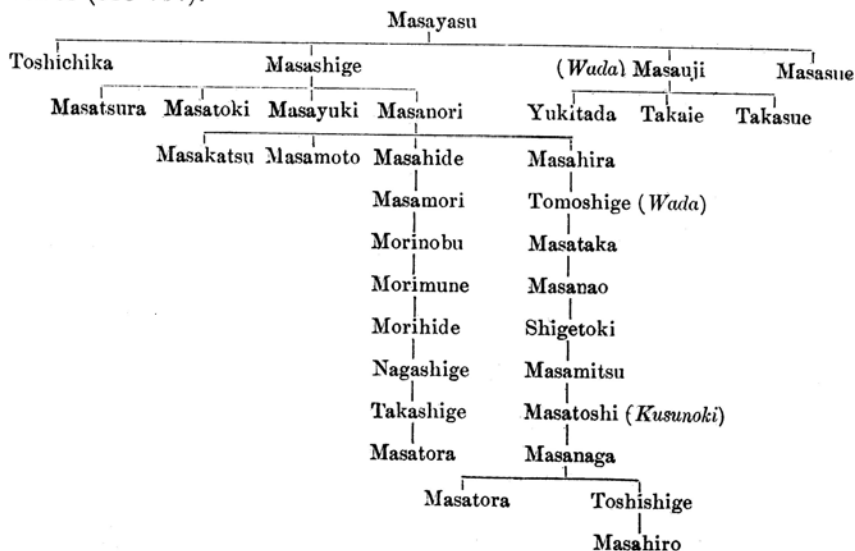 Masayasu
Toshichika Masashige (Wada) Masauji Masasue
Masatsura Masatoki Masayuki Masanori Yukitada Takaie Takasue
Masakatsu Masamoto Masahide Masahira
Masamori Tomoshige (Wada)
Morinobu Masataka
Morimune Masanao
Morihide Shigetoki
Nagashige Masamitsu
Takashige Masatoshi (Kusunoki)
Masatora Masanaga
Masatora Toshishige
Masahiro